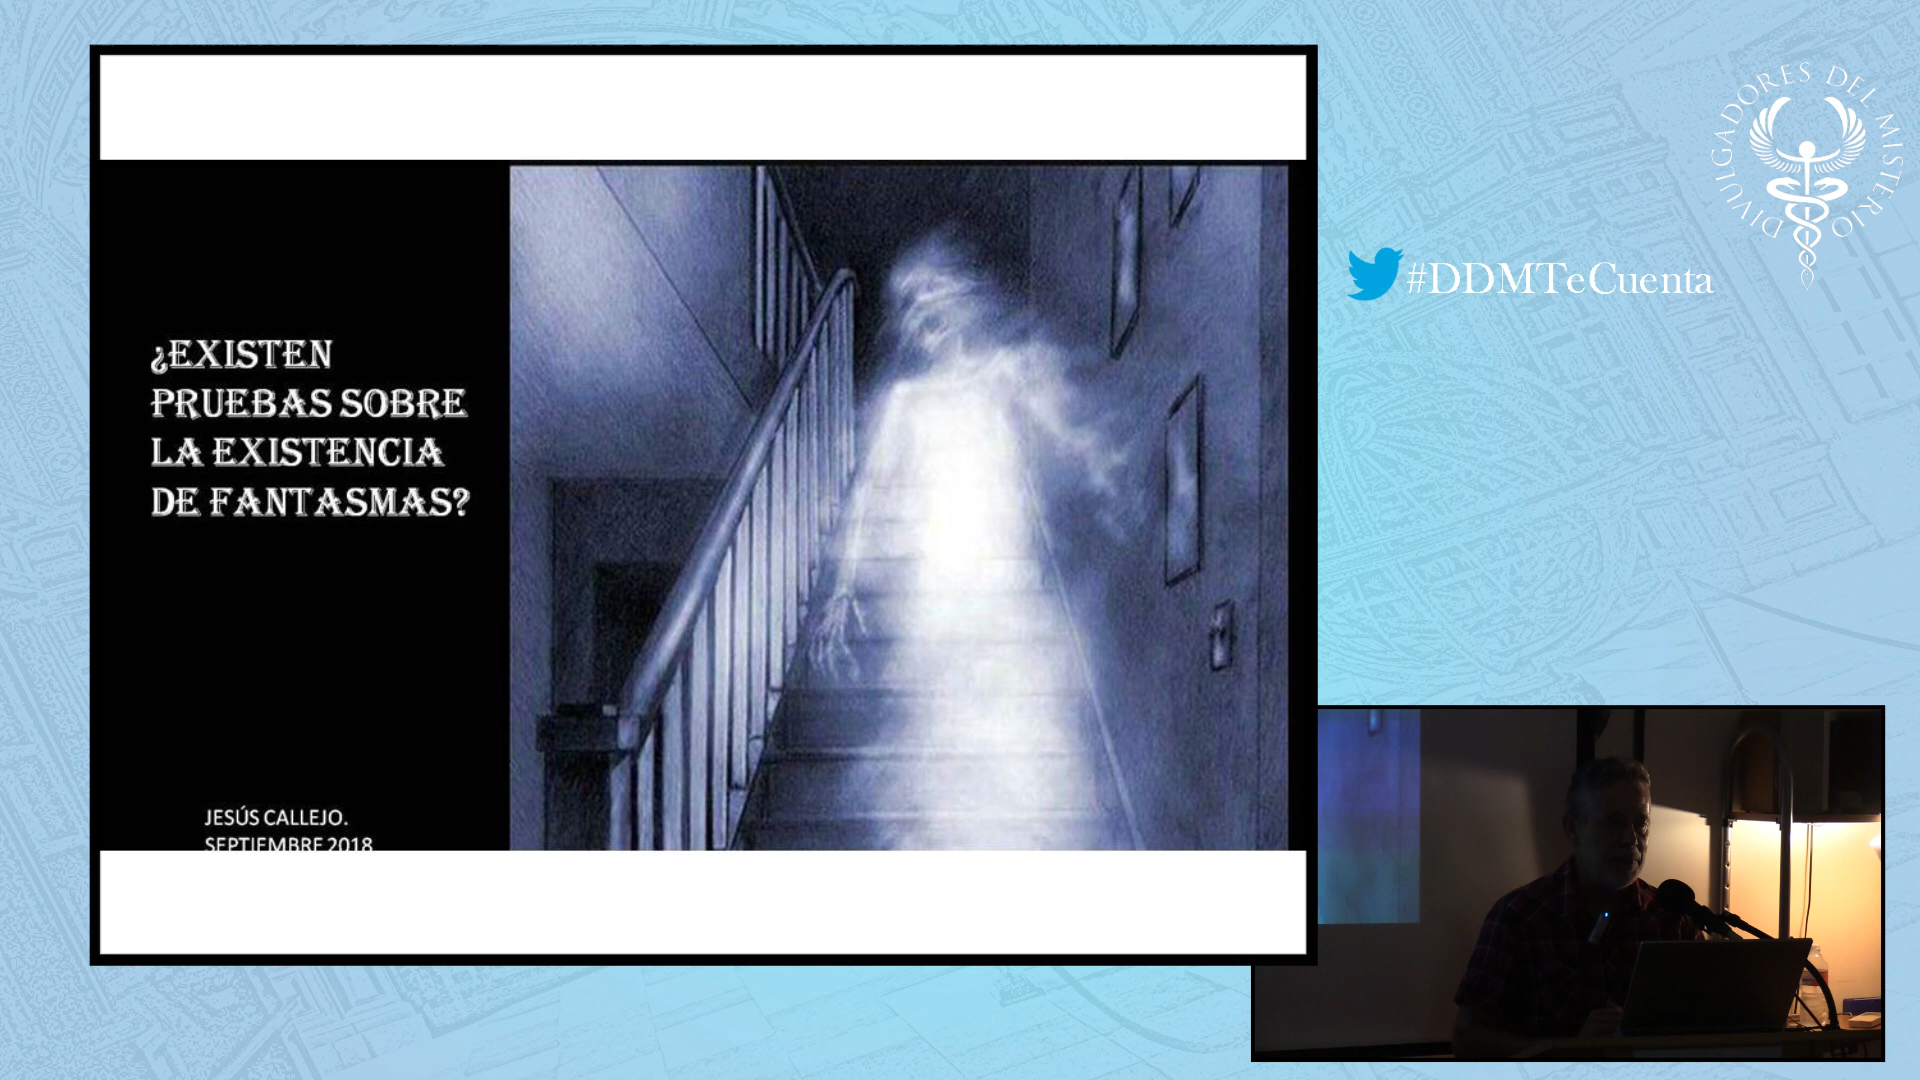 ¿EXISTEN
PRUEBAS SOBRE
LA EXISTENCIA
DE FANTASMAS?
JESÚS CALLEJO.
SEPTIEMBRE 2018
#DDMTeCuenta
DIVULGADORES DEL MISTERIO